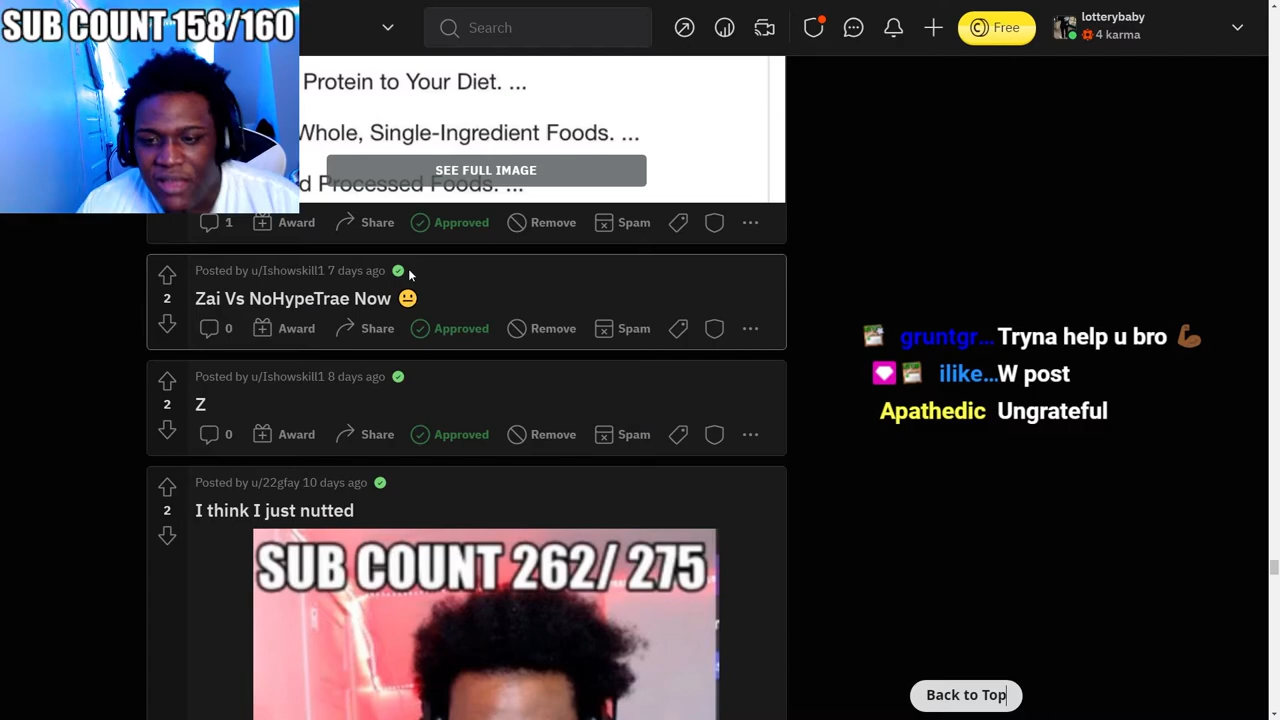 SUB COUNT 158/160
Search
Free
lotterybaby
4 karma
Protein to Your Diet. ...
Whole, Single-Ingredient Foods. ...
d Processed Foods. ...
SEE FULL IMAGE
1 Award Share Approved Remove Spam
Posted by u/Ishowskill1 7 days ago
2
Zai Vs NoHypeTrae Now 😐
0 Award Share Approved Remove Spam
Posted by u/Ishowskill1 8 days ago
2
Z
0 Award Share Approved Remove Spam
Posted by u/22gfay 10 days ago
2
I think I just nutted
SUB COUNT 262/ 275
gruntgr... Tryna help u bro 💪🏾
ilike... W post
Apathedic Ungrateful
Back to Top